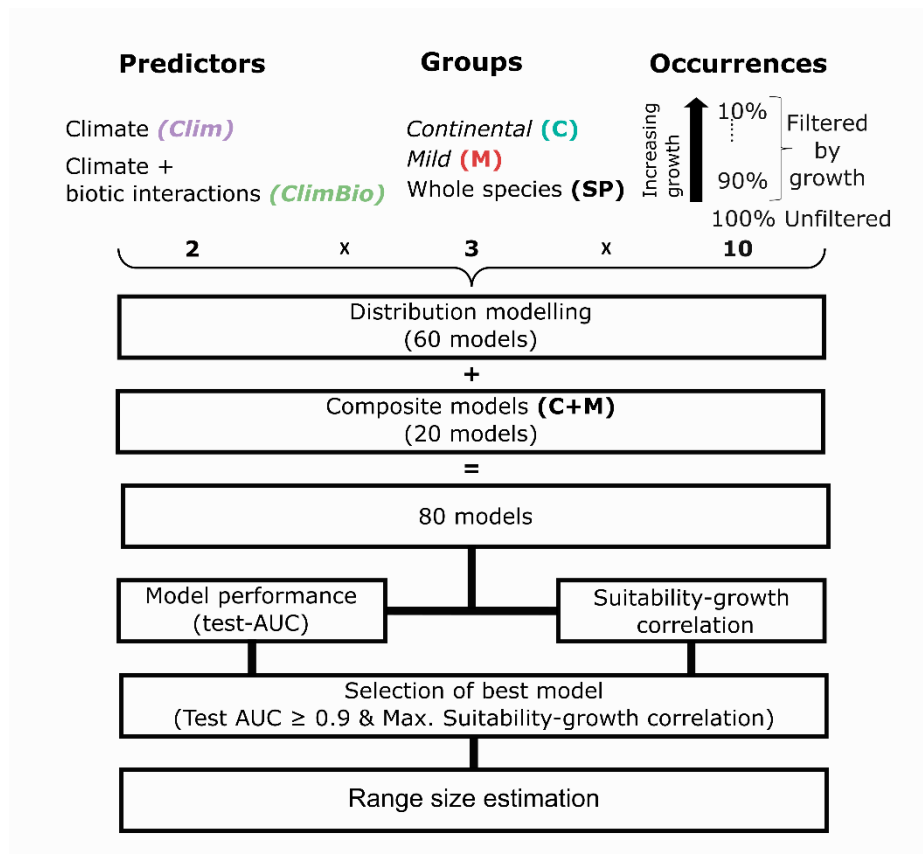 Predictors
Groups
Occurrences
Climate (Clim)
Climate +
biotic interactions (ClimBio)
Continental (C)
Mild (M)
Whole species (SP)
Increasing
growth
10%
90%
Filtered
by
growth
100% Unfiltered
2 x 3 x 10
Distribution modelling
(60 models)
+
Composite models (C+M)
(20 models)
=
80 models
Model performance
(test-AUC)
Suitability-growth
correlation
Selection of best model
(Test AUC ≥ 0.9 & Max. Suitability-growth correlation)
Range size estimation